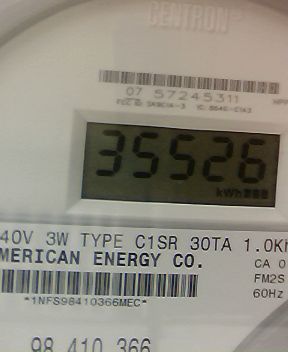 CENTRON
07 57245311
35526
kWh
40V 3W TYPE C1SR 30TA 1.0Kh
MERICAN ENERGY CO.
CA 0
FM2S
60Hz
*1NFS98410366MEC*
98 410 366